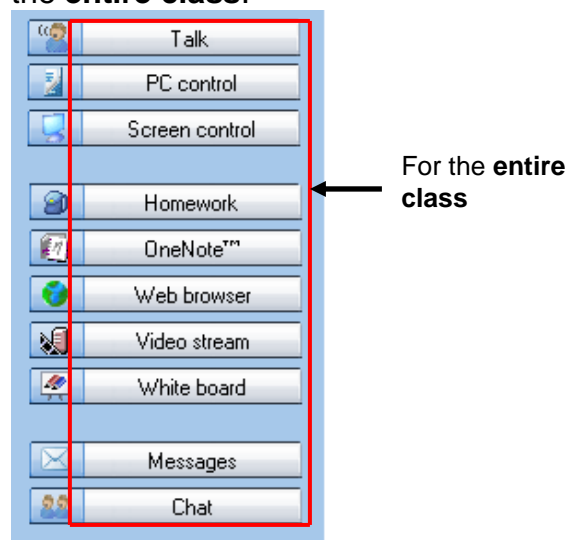 the entire class.
Talk
PC control
Screen control
For the entire
class
Homework
OneNote™
Web browser
Video stream
White board
Messages
Chat